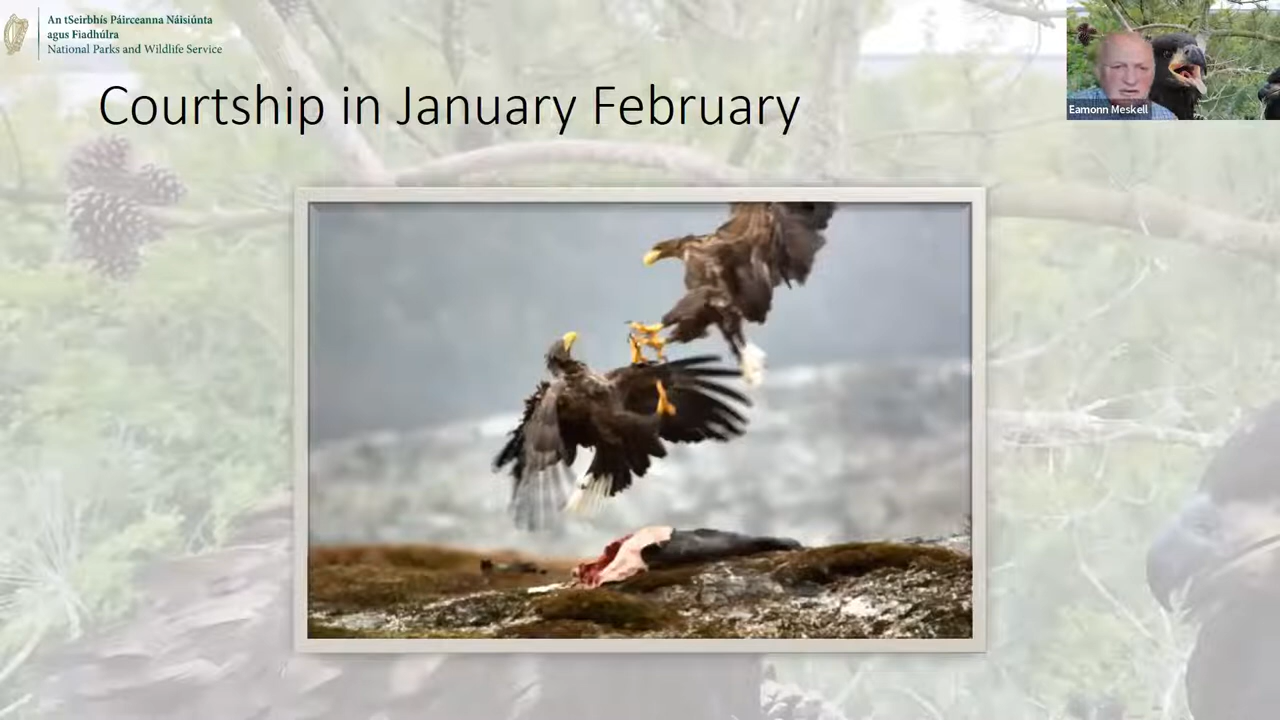 An tSeirbhís Páirceanna Náisiúnta
agus Fiadhúlra
National Parks and Wildlife Service
Courtship in January February
Eamonn Meskell